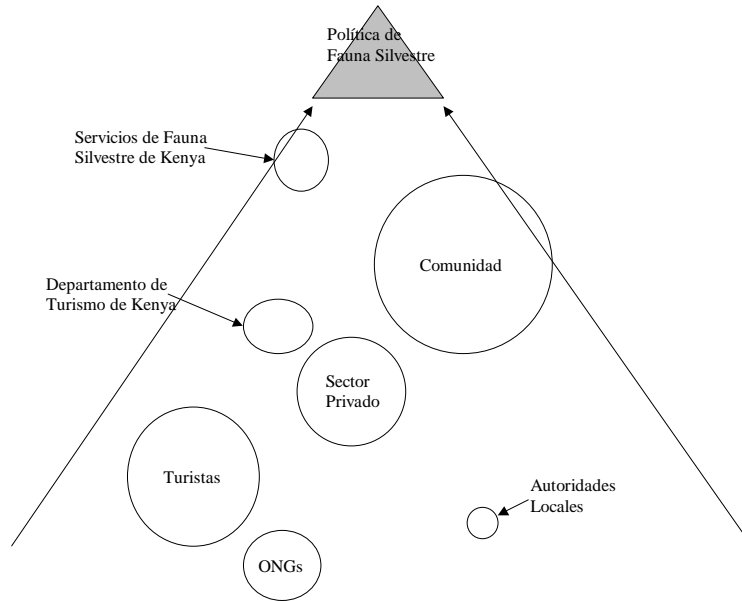 Política de
Fauna Silvestre
Servicios de Fauna
Silvestre de Kenya
Comunidad
Departamento de
Turismo de Kenya
Sector
Privado
Turistas
Autoridades
Locales
ONGs